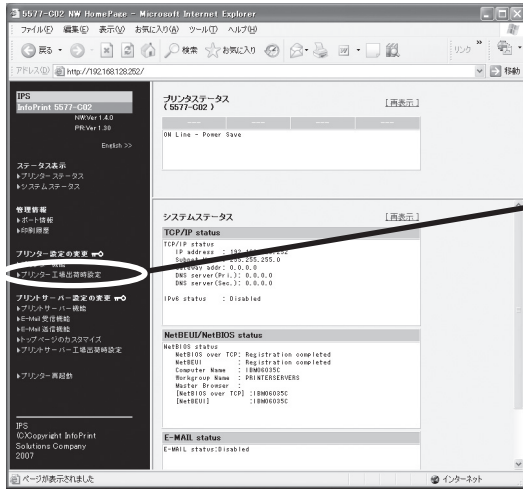 5577-C02 NW HomePage - Microsoft Internet Explorer
ファイル(F) 編集(E) 表示(V) お気に入り(A) ツール(T) ヘルプ(H)
戻る 検索 お気に入り リンク
アドレス(D) http://192.168.128.252/ 移動
IPS
InfoPrint 5577-C02
NW:Ver 1.4.0
PR:Ver 1.30
English >>
ステータス表示
プリンターステータス
システムステータス
管理情報
ポート情報
印刷履歴
プリンター設定の変更
プリンター工場出荷時設定
プリントサーバー設定の変更
プリントサーバー機能
E-Mail 受信機能
E-Mail 送信機能
トップページのカスタマイズ
プリントサーバー工場出荷時設定
プリンター再起動
IPS
(C)Copyright InfoPrint
Solutions Company
2007
プリンタステータス
( 5577-C02 )
[再表示]
ON Line - Power Save
システムステータス [再表示]
TCP/IP status
TCP/IP status
IP address : 192.168.128.252
Subnet : 255.255.255.0
Gateway addr: 0.0.0.0
DNS server(Pri.): 0.0.0.0
DNS server(Sec.): 0.0.0.0
IPv6 status : Disabled
NetBEUI/NetBIOS status
NetBIOS status
NetBIOS over TCP: Registration completed
NetBEUI : Registration completed
Computer Name : IBM06035C
Workgroup Name : PRINTERSERVERS
Master Browser :
[NetBIOS over TCP] :IBM06035C
[NetBEUI] :IBM06035C
E-MAIL status
E-MAIL status:Disabled
ページが表示されました インターネット